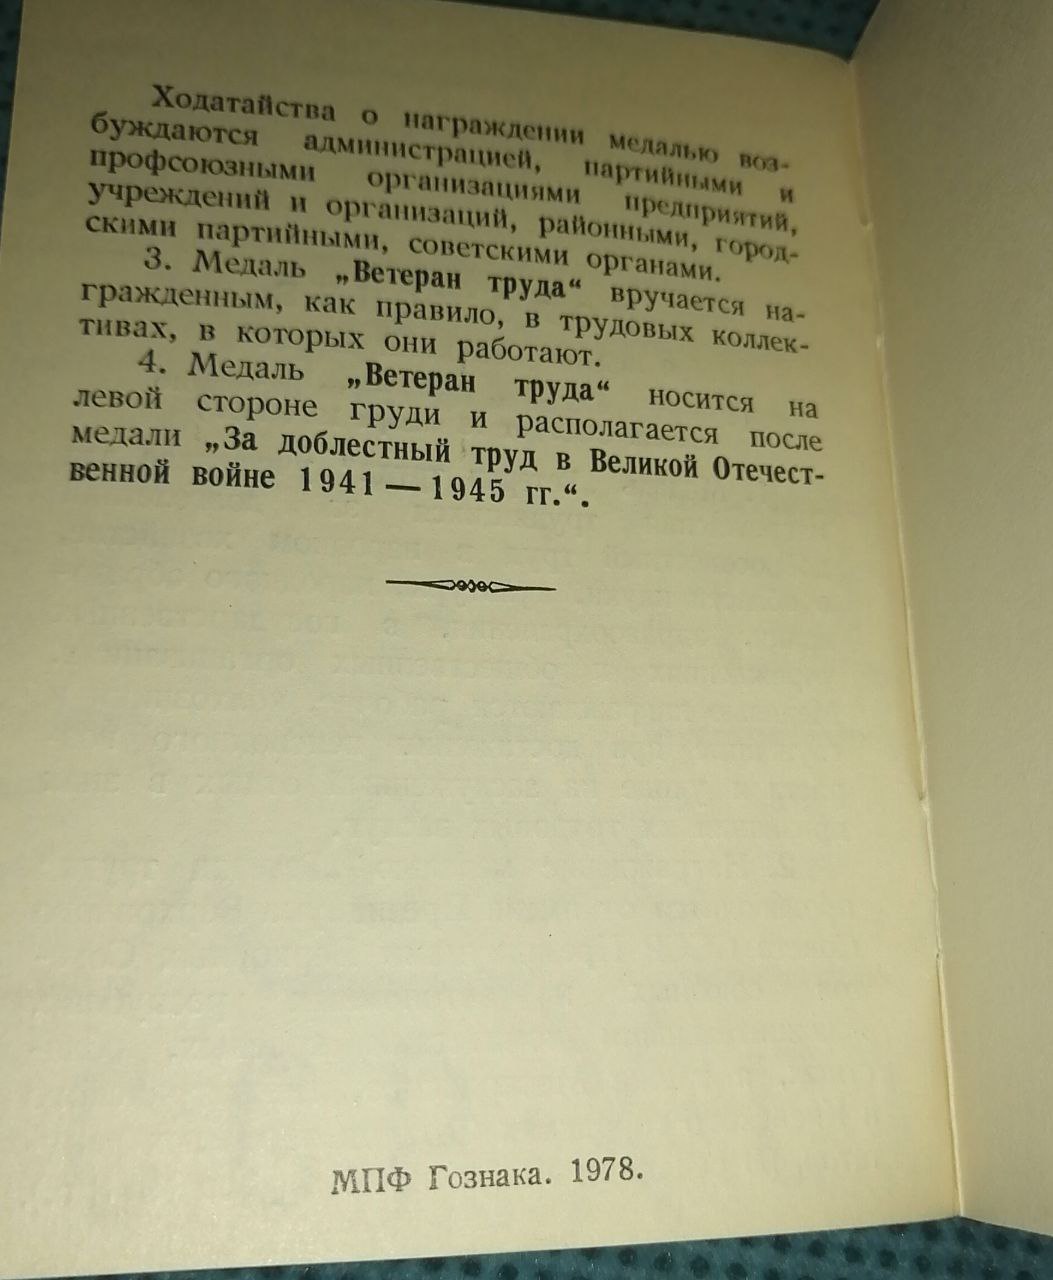 Ходатайства о награждении медалью воз-
буждаются администрацией, партийными и
профсоюзными организациями предприятий,
учреждений и организаций, районными, город-
скими партийными, советскими органами.
3. Медаль „Ветеран труда“ вручается на-
гражденным, как правило, в трудовых коллек-
тивах, в которых они работают.
4. Медаль „Ветеран труда“ носится на
левой стороне груди и располагается после
медали „За доблестный труд в Великой Отечест-
венной войне 1941 — 1945 гг.“.
МПФ Гознака. 1978.